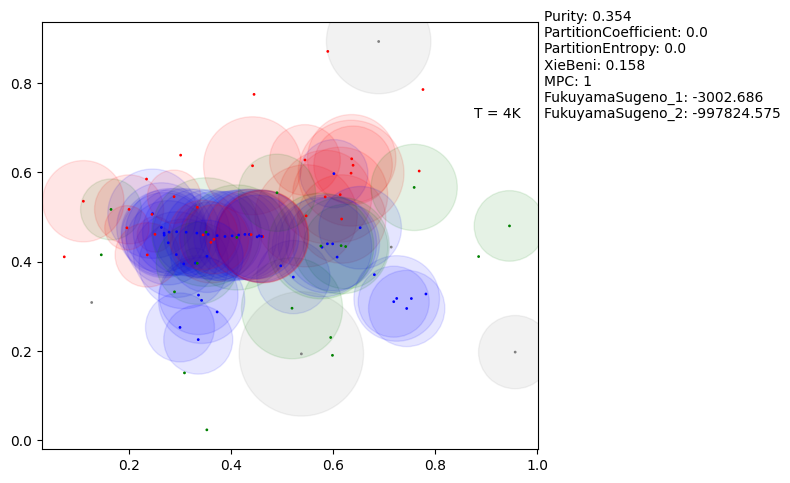 Purity: 0.354
PartitionCoefficient: 0.0
PartitionEntropy: 0.0
XieBeni: 0.158
MPC: 1
FukuyamaSugeno_1: -3002.686
FukuyamaSugeno_2: -997824.575
T = 4K
0.8
0.6
0.4
0.2
0.0
0.2 0.4 0.6 0.8 1.0